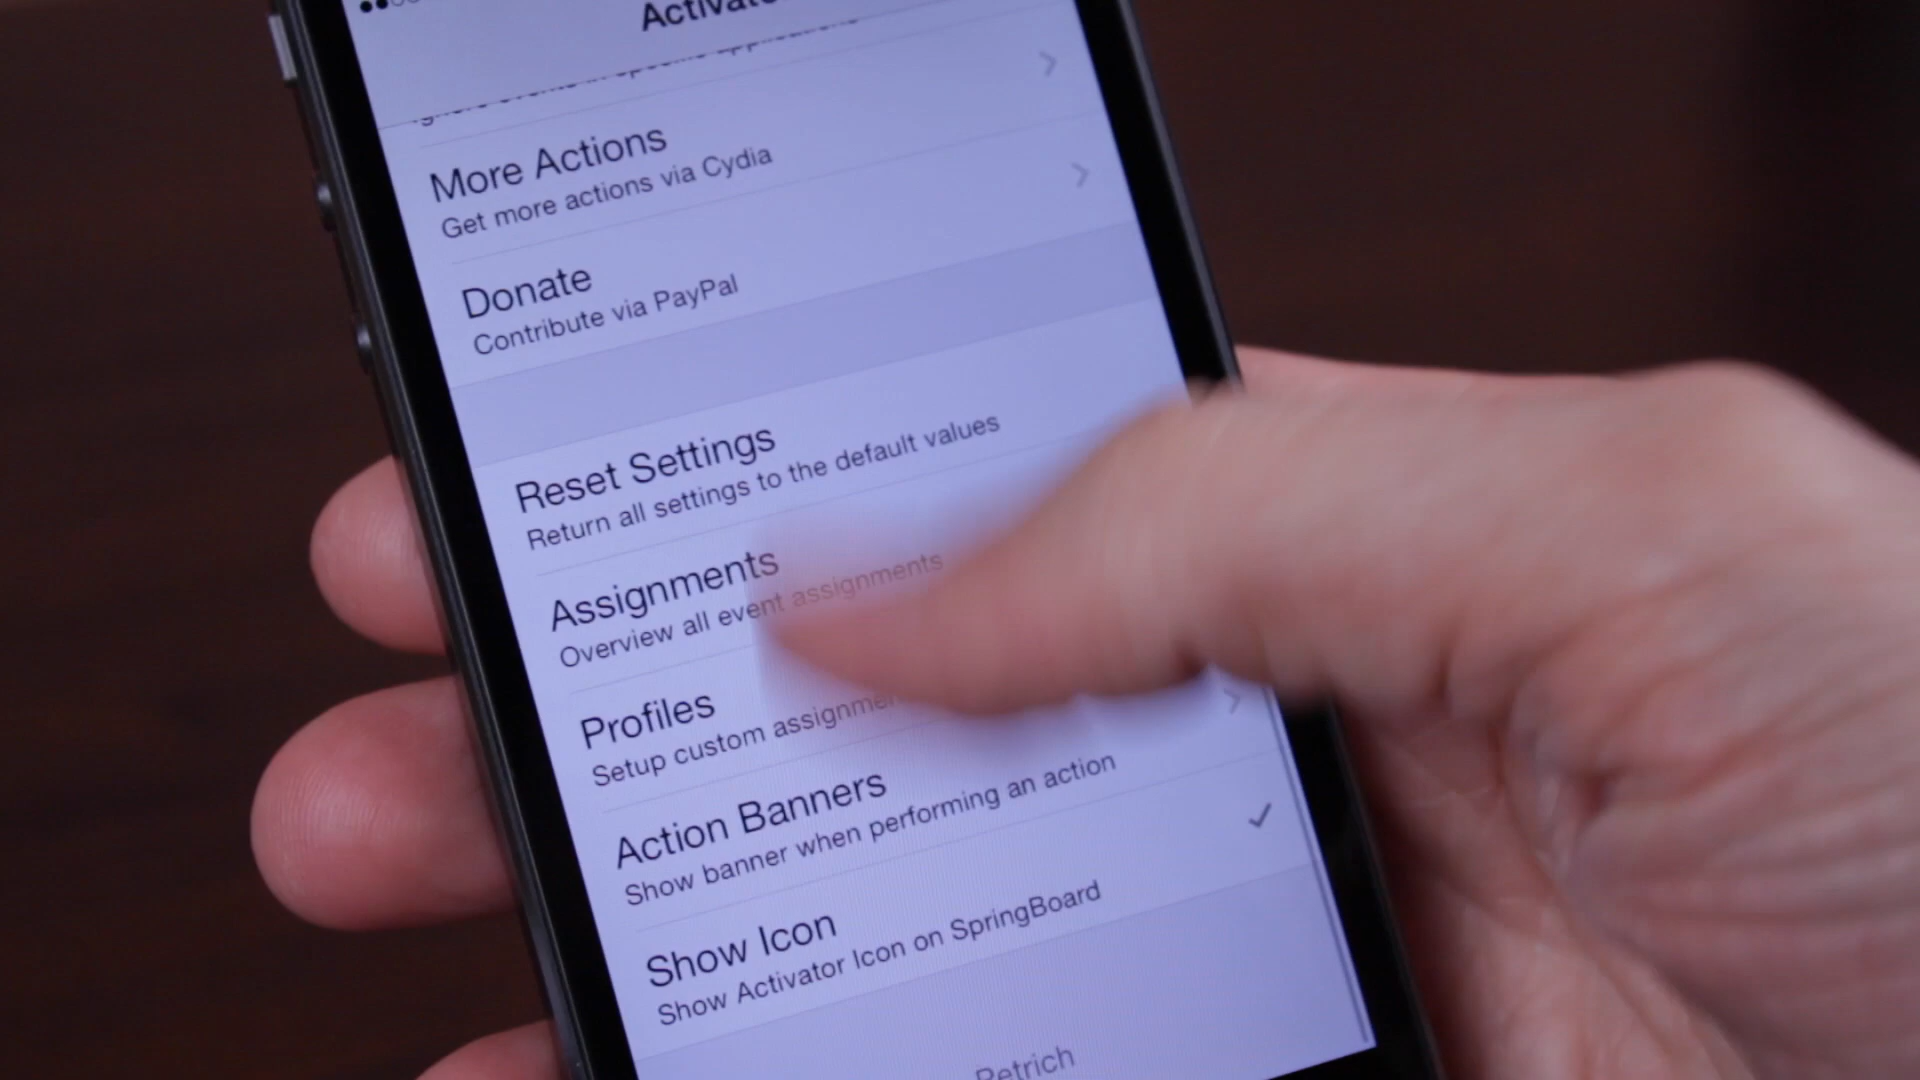 More Actions
Get more actions via Cydia
Donate
Contribute via PayPal
Reset Settings
Return all settings to the default values
Assignments
Overview all event assignments
Profiles
Setup custom
Action Banners
Show banner when performing an action
Show Icon
Show Activator Icon on SpringBoard
Petrich